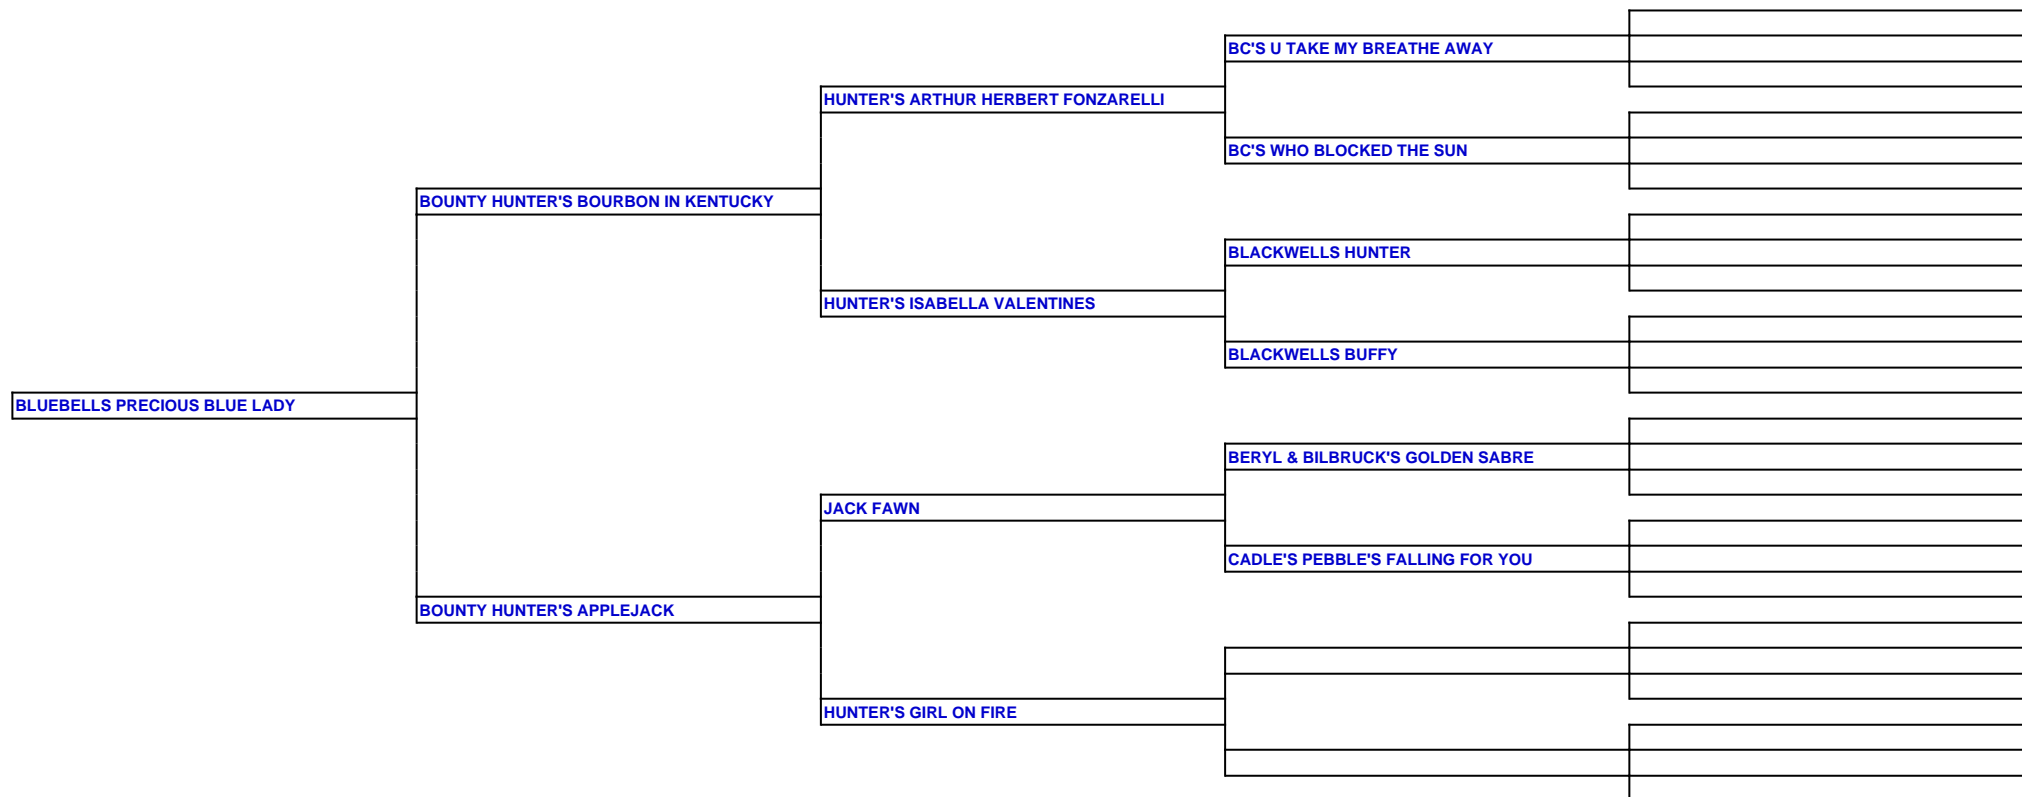 BC'S U TAKE MY BREATHE AWAY
HUNTER'S ARTHUR HERBERT FONZARELLI
BC'S WHO BLOCKED THE SUN
BOUNTY HUNTER'S BOURBON IN KENTUCKY
BLACKWELLS HUNTER
HUNTER'S ISABELLA VALENTINES
BLACKWELLS BUFFY
BLUEBELLS PRECIOUS BLUE LADY
BERYL & BILBRUCK'S GOLDEN SABRE
JACK FAWN
CADLE'S PEBBLE'S FALLING FOR YOU
BOUNTY HUNTER'S APPLEJACK
HUNTER'S GIRL ON FIRE